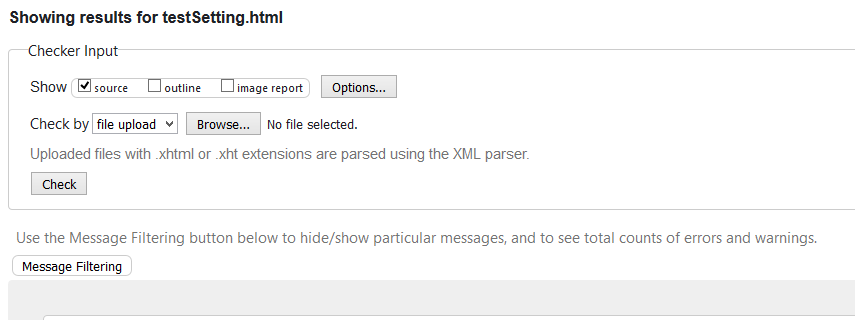 Showing results for testSetting.html
Checker Input
Show source outline image report Options...
Check by file upload Browse... No file selected.
Uploaded files with .xhtml or .xht extensions are parsed using the XML parser.
Check
Use the Message Filtering button below to hide/show particular messages, and to see total counts of errors and warnings.
Message Filtering